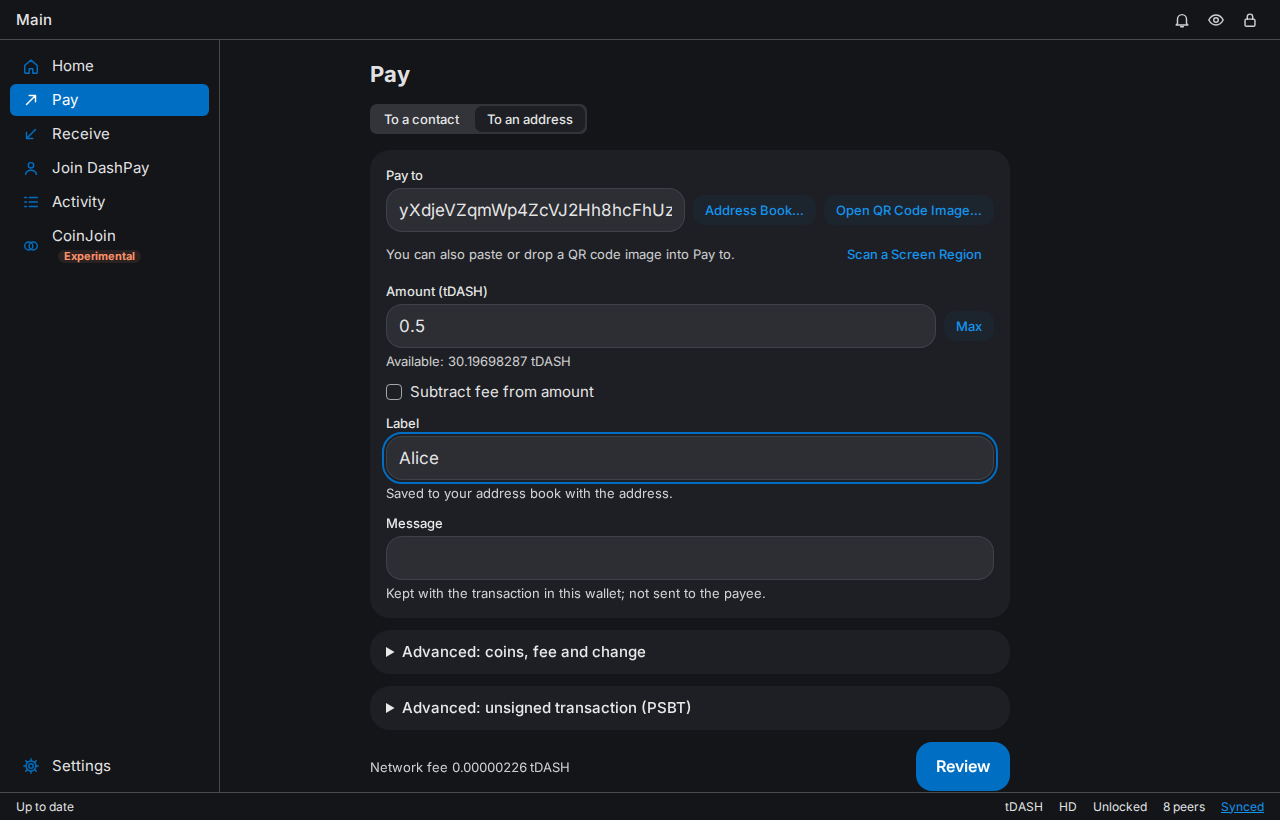 Main
Home
Pay
Receive
Join DashPay
Activity
CoinJoin
Experimental
Settings
Pay
To a contact To an address
Pay to
yXdjeVZqmWp4ZcVJ2Hh8hcFhUz Address Book... Open QR Code Image...
You can also paste or drop a QR code image into Pay to. Scan a Screen Region
Amount (tDASH)
0.5 Max
Available: 30.19698287 tDASH
Subtract fee from amount
Label
Alice
Saved to your address book with the address.
Message
Kept with the transaction in this wallet; not sent to the payee.
Advanced: coins, fee and change
Advanced: unsigned transaction (PSBT)
Network fee 0.00000226 tDASH Review
Up to date tDASH HD Unlocked 8 peers Synced